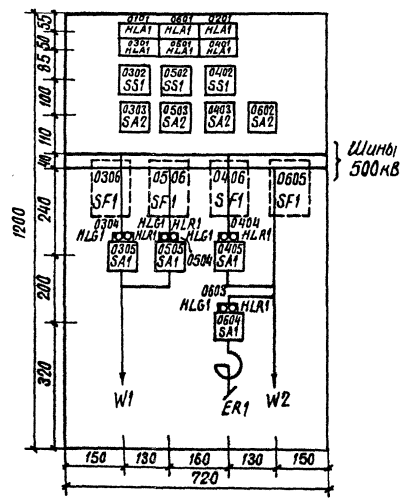 0101 0601 0201
HLA1 HLA1 HLA1
0301 0501 0401
HLA1 HLA1 HLA1
0302 0502 0402
SS1 SS1 SS1
0303 0503 0403 0602
SA2 SA2 SA2 SA2
Шины
500кв
0306 0506 0406 0605
SF1 SF1 SF1 SF1
0304 HLG1 HLR1 0404
HLG1 HLR1 HLG1 HLR1
0305 0505 0504 0405
SA1 SA1 SA1
0603
HLG1 HLR1
0604
SA1
W1 ER1 W2
55
50
85
100
110
40
240
200
320
1200
150 130 160 130 150
720